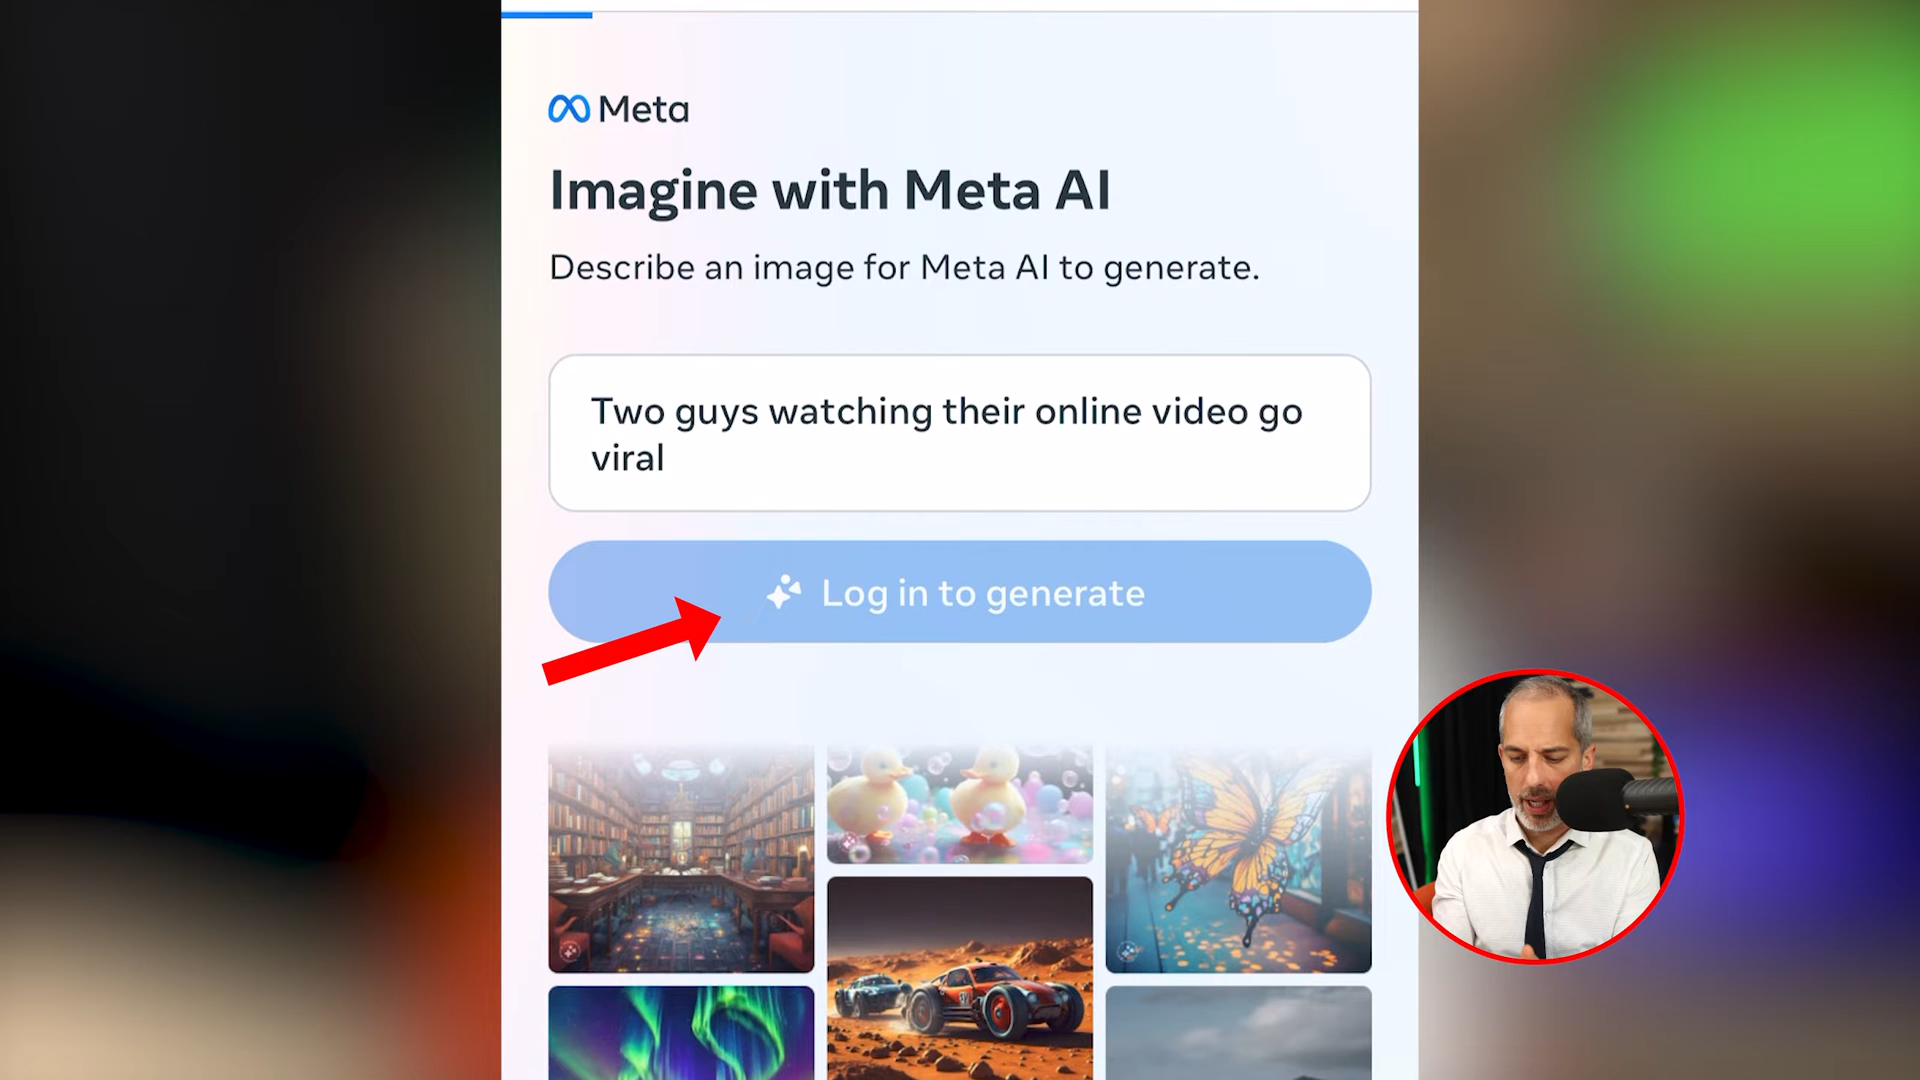 Meta
Imagine with Meta AI
Describe an image for Meta AI to generate.
Two guys watching their online video go
viral
Log in to generate